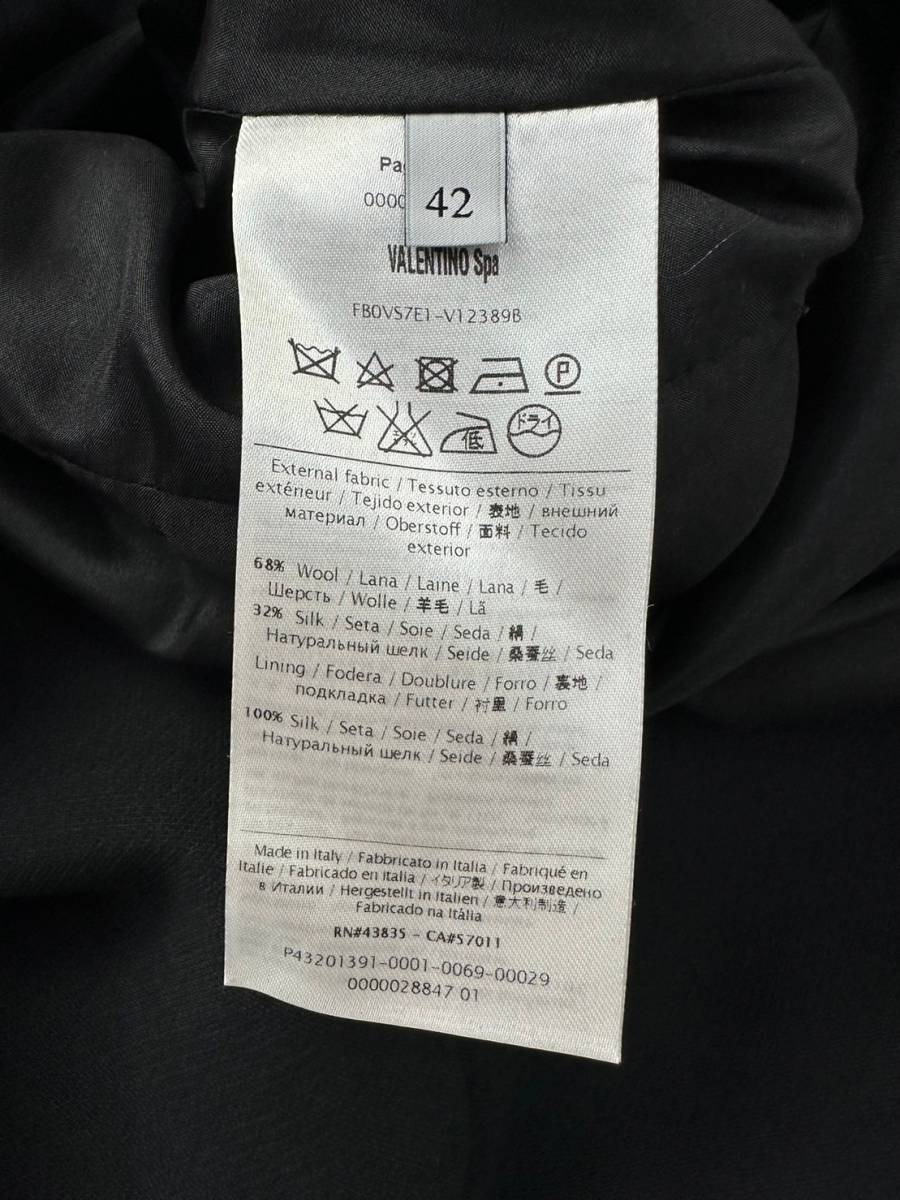 42
VALENTINO Spa
FB0VS7E1-V12389B
ドライ
低
External fabric / Tessuto esterno / Tissu
extérieur / Tejido exterior / 表地 / внешний
материал / Oberstoff / 面料 / Tecido
exterior
68% Wool / Lana / Laine / Lana / 毛 /
Шерсть / Wolle / 羊毛 / Lã
32% Silk / Seta / Soie / Seda / 絹 /
Натуральный шелк / Seide / 桑蚕丝 / Seda
Lining / Fodera / Doublure / Forro / 裏地 /
подкладка / Futter / 衬里 / Forro
100% Silk / Seta / Soie / Seda / 絹 /
Натуральный шелк / Seide / 桑蚕丝 / Seda
Made in Italy / Fabbricato in Italia / Fabriqué en
Italie / Fabricado en italia / イタリア製 / Произведено
в Италии / Hergestellt in Italien / 意大利制造 /
Fabricado na Itália
RN#43835 - CA#57011
P43201391-0001-0069-00029
0000028847 01